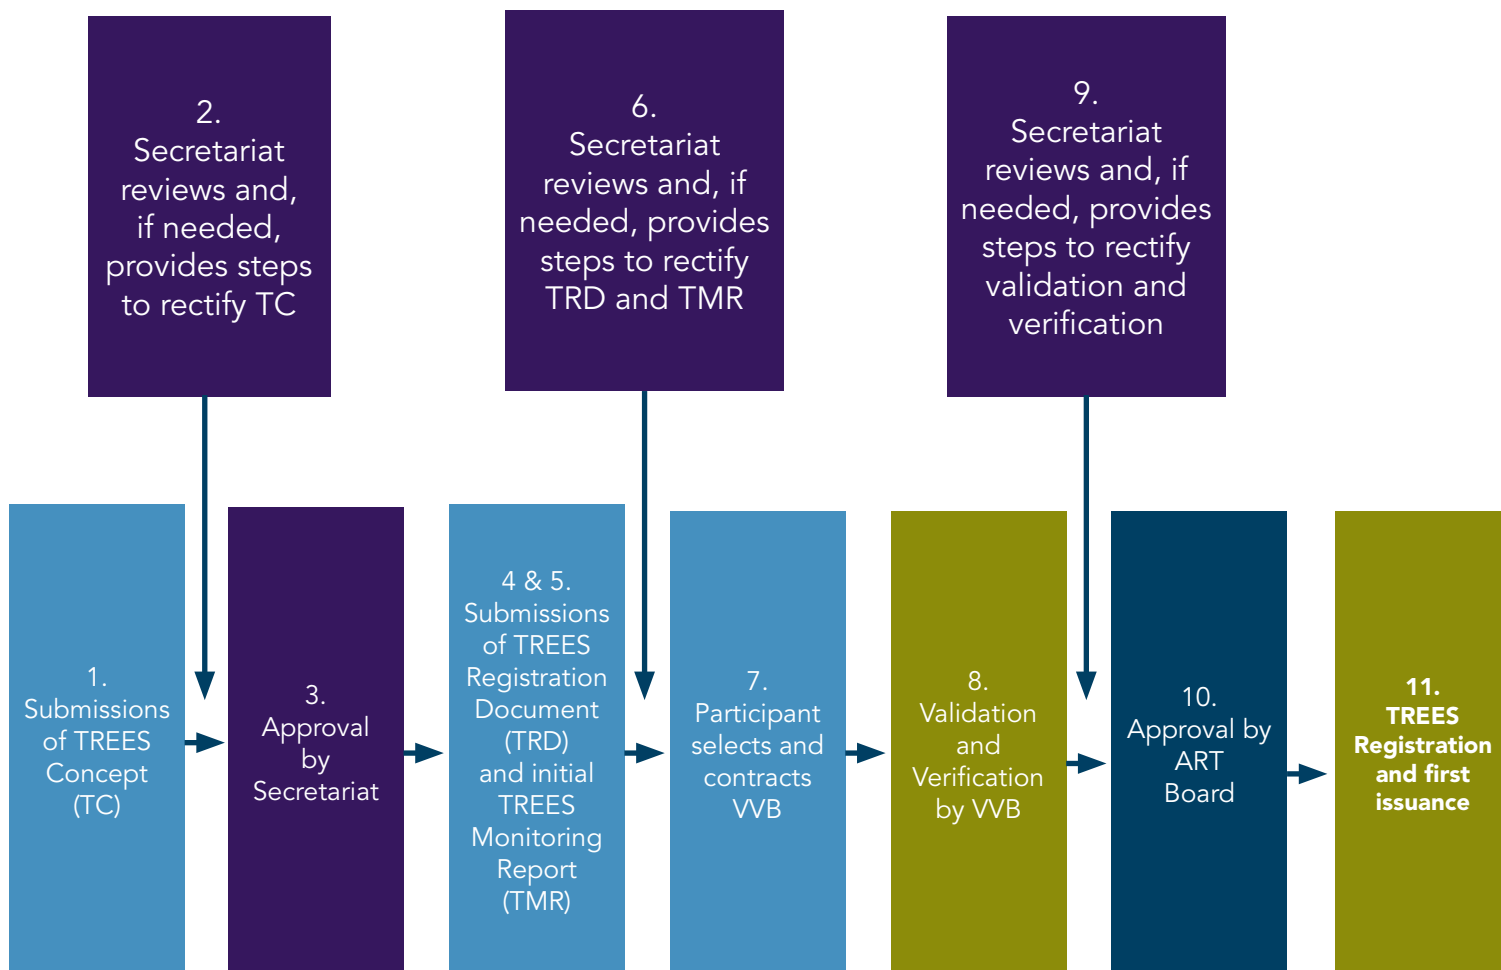 2.
Secretariat
reviews and,
if needed,
provides steps
to rectify TC
6.
Secretariat
reviews and, if
needed, provides
steps to rectify
TRD and TMR
9.
Secretariat
reviews and, if
needed, provides
steps to rectify
validation and
verification
1.
Submissions
of TREES
Concept
(TC)
3.
Approval
by
Secretariat
4 & 5.
Submissions
of TREES
Registration
Document
(TRD)
and initial
TREES
Monitoring
Report
(TMR)
7.
Participant
selects and
contracts
VVB
8.
Validation
and
Verification
by VVB
10.
Approval by
ART
Board
11.
TREES
Registration
and first
issuance